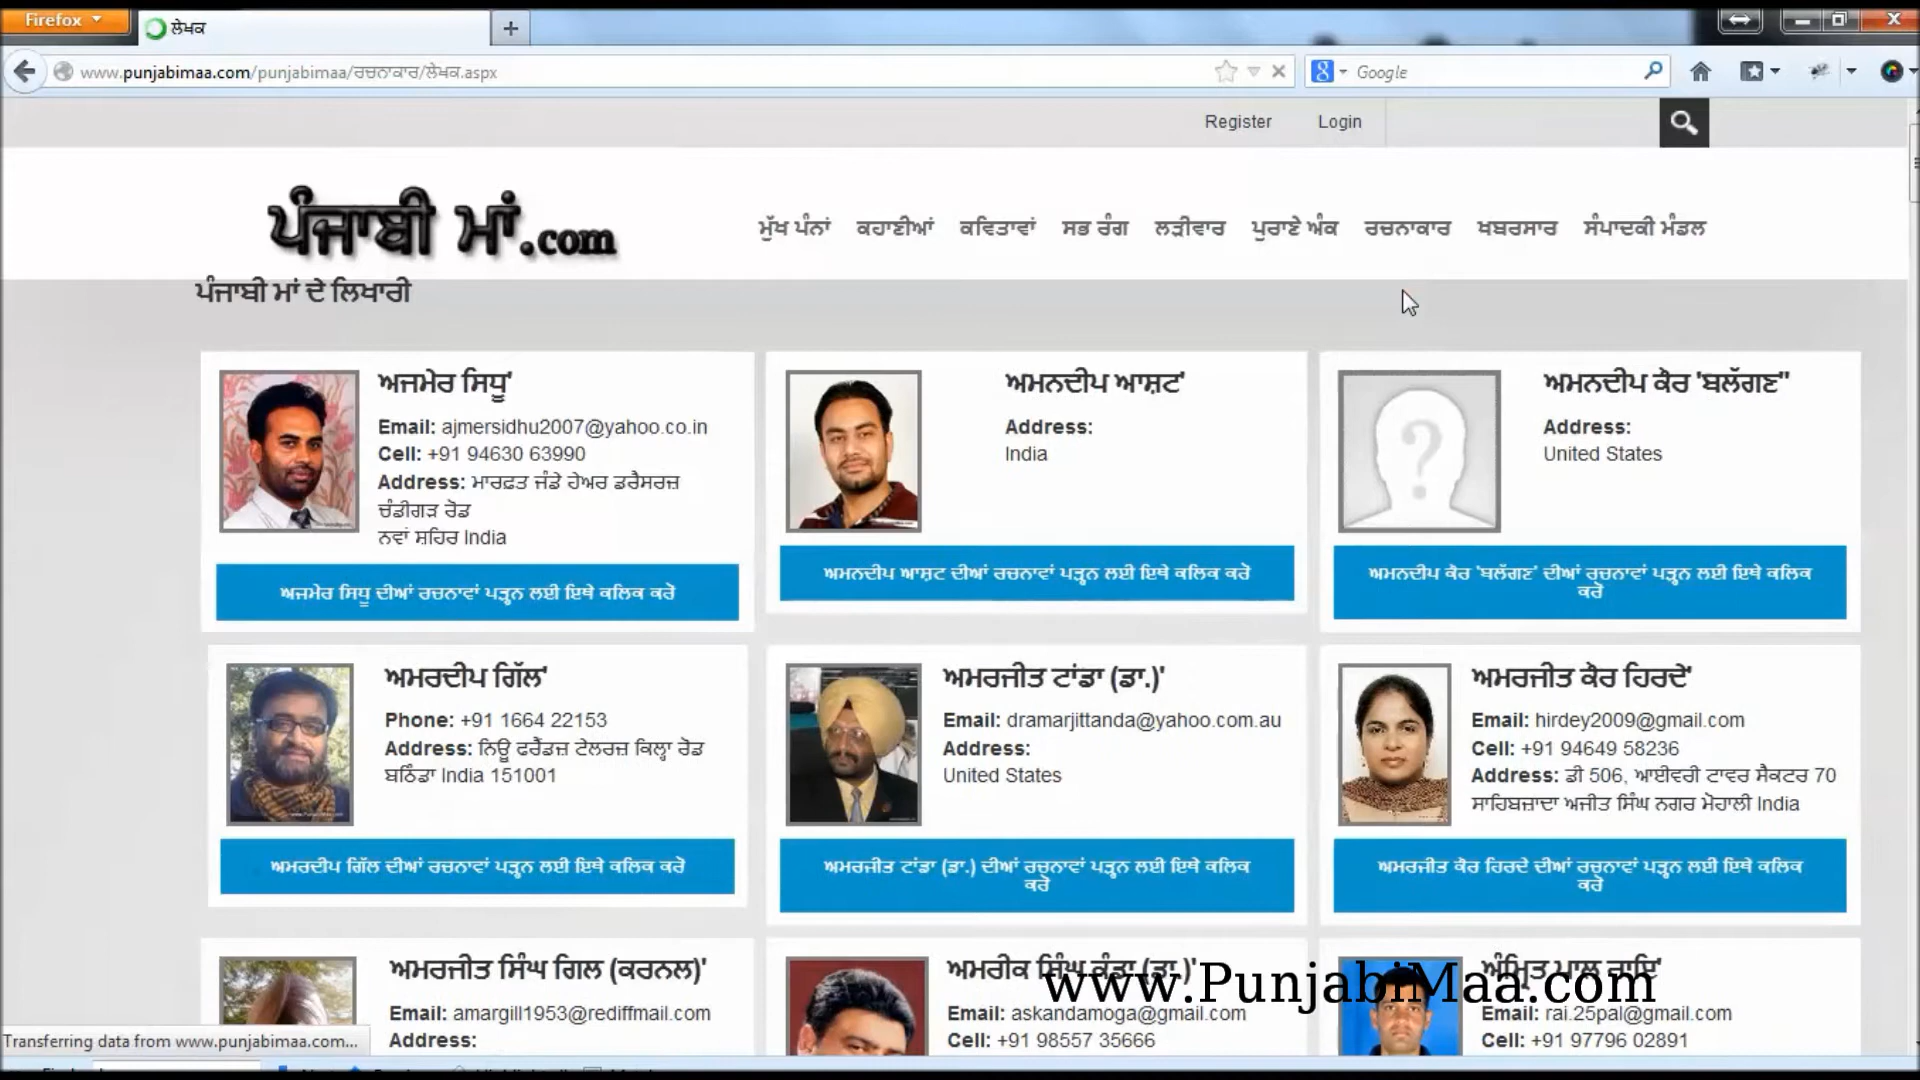 Firefox
ਲੇਖਕ
www.punjabimaa.com/punjabimaa/ਰਚਨਾਕਾਰ/ਲੇਖਕ.aspx
Google
Register Login
ਪੰਜਾਬੀ ਮਾਂ.com
ਮੁੱਖ ਪੰਨਾਂ ਕਹਾਣੀਆਂ ਕਵਿਤਾਵਾਂ ਸਭ ਰੰਗ ਲੜੀਵਾਰ ਪੁਰਾਣੇ ਅੰਕ ਰਚਨਾਕਾਰ ਖਬਰਸਾਰ ਸੰਪਾਦਕੀ ਮੰਡਲ
ਪੰਜਾਬੀ ਮਾਂ ਦੇ ਲਿਖਾਰੀ
ਅਜਮੇਰ ਸਿਧੂ'
Email: ajmersidhu2007@yahoo.co.in
Cell: +91 94630 63990
Address: ਮਾਰਫ਼ਤ ਜੰਡੇ ਹੇਅਰ ਡਰੈਸਰਜ਼
ਚੰਡੀਗੜ ਰੋਡ
ਨਵਾਂ ਸ਼ਹਿਰ India
ਅਜਮੇਰ ਸਿਧੂ ਦੀਆਂ ਰਚਨਾਵਾਂ ਪੜ੍ਹਨ ਲਈ ਇਥੇ ਕਲਿਕ ਕਰੋ
ਅਮਨਦੀਪ ਆਸ਼ਟ'
Address:
India
ਅਮਨਦੀਪ ਆਸ਼ਟ ਦੀਆਂ ਰਚਨਾਵਾਂ ਪੜ੍ਹਨ ਲਈ ਇਥੇ ਕਲਿਕ ਕਰੋ
ਅਮਨਦੀਪ ਕੌਰ 'ਬਲੱਗਣ''
Address:
United States
ਅਮਨਦੀਪ ਕੌਰ 'ਬਲੱਗਣ' ਦੀਆਂ ਰਚਨਾਵਾਂ ਪੜ੍ਹਨ ਲਈ ਇਥੇ ਕਲਿਕ
ਕਰੋ
ਅਮਰਦੀਪ ਗਿੱਲ'
Phone: +91 1664 22153
Address: ਨਿਊ ਫਰੈਂਡਜ਼ ਟੇਲਰਜ਼ ਕਿਲ੍ਹਾ ਰੋਡ
ਬਠਿੰਡਾ India 151001
ਅਮਰਦੀਪ ਗਿੱਲ ਦੀਆਂ ਰਚਨਾਵਾਂ ਪੜ੍ਹਨ ਲਈ ਇਥੇ ਕਲਿਕ ਕਰੋ
ਅਮਰਜੀਤ ਟਾਂਡਾ (ਡਾ.)'
Email: dramarjittanda@yahoo.com.au
Address:
United States
ਅਮਰਜੀਤ ਟਾਂਡਾ (ਡਾ.) ਦੀਆਂ ਰਚਨਾਵਾਂ ਪੜ੍ਹਨ ਲਈ ਇਥੇ ਕਲਿਕ
ਕਰੋ
ਅਮਰਜੀਤ ਕੌਰ ਹਿਰਦੇ'
Email: hirdey2009@gmail.com
Cell: +91 94649 58236
Address: ਡੀ 506, ਆਈਵਰੀ ਟਾਵਰ ਸੈਕਟਰ 70
ਸਾਹਿਬਜ਼ਾਦਾ ਅਜੀਤ ਸਿੰਘ ਨਗਰ ਮੋਹਾਲੀ India
ਅਮਰਜੀਤ ਕੌਰ ਹਿਰਦੇ ਦੀਆਂ ਰਚਨਾਵਾਂ ਪੜ੍ਹਨ ਲਈ ਇਥੇ ਕਲਿਕ
ਕਰੋ
ਅਮਰਜੀਤ ਸਿੰਘ ਗਿਲ (ਕਰਨਲ)'
Email: amargill1953@rediffmail.com
Address:
ਅਮਰੀਕ ਸਿੰਘ ਕੰਡਾ (ਡਾ.)'
Email: askandamoga@gmail.com
Cell: +91 98557 35666
ਅੰਮ੍ਰਿਤ ਪਾਲ ਰਾਇ'
Email: rai.25pal@gmail.com
Cell: +91 97796 02891
www.PunjabiMaa.com
Transferring data from www.punjabimaa.com...